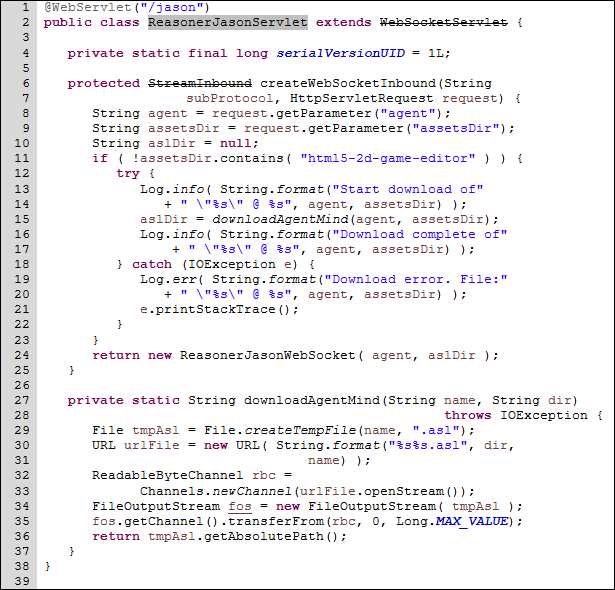 1 @WebServlet("/jason")
2 public class ReasonerJasonServlet extends WebSocketServlet {
3
4 private static final long serialVersionUID = 1L;
5
6 protected StreamInbound createWebSocketInbound(String
7 subProtocol, HttpServletRequest request) {
8 String agent = request.getParameter("agent");
9 String assetsDir = request.getParameter("assetsDir");
10 String aslDir = null;
11 if ( !assetsDir.contains( "html5-2d-game-editor" ) ) {
12 try {
13 Log.info( String.format("Start download of"
14 + " \"%s\" @ %s", agent, assetsDir) );
15 aslDir = downloadAgentMind(agent, assetsDir);
16 Log.info( String.format("Download complete of"
17 + " \"%s\" @ %s", agent, assetsDir) );
18 } catch (IOException e) {
19 Log.err( String.format("Download error. File:"
20 + " \"%s\" @ %s", agent, assetsDir) );
21 e.printStackTrace();
22 }
23 }
24 return new ReasonerJasonWebSocket( agent, aslDir );
25 }
26
27 private static String downloadAgentMind(String name, String dir)
28 throws IOException {
29 File tmpAsl = File.createTempFile(name, ".asl");
30 URL urlFile = new URL( String.format("%s%s.asl", dir,
31 name) );
32 ReadableByteChannel rbc =
33 Channels.newChannel(urlFile.openStream());
34 FileOutputStream fos = new FileOutputStream( tmpAsl );
35 fos.getChannel().transferFrom(rbc, 0, Long.MAX_VALUE);
36 return tmpAsl.getAbsolutePath();
37 }
38 }
39